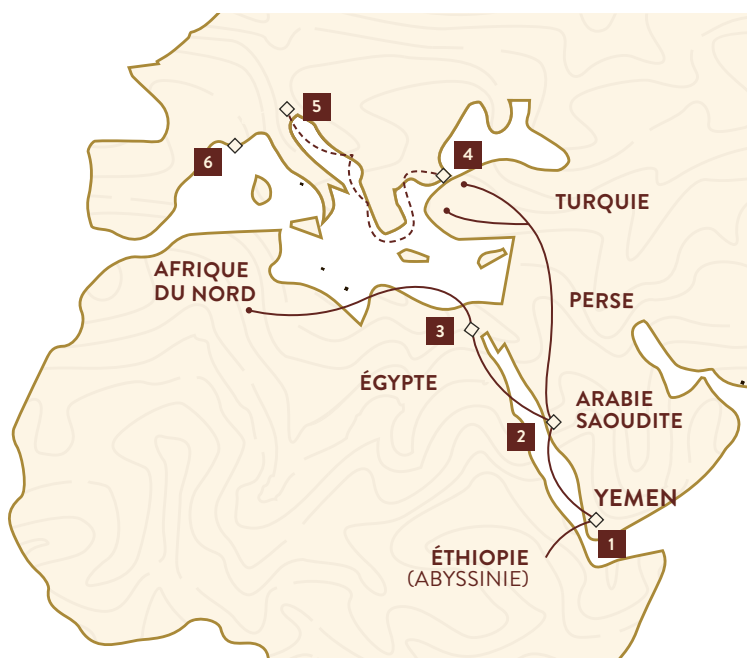 5
4
6
TURQUIE
AFRIQUE
DU NORD
PERSE
3
ÉGYPTE
ARABIE
SAOUDITE
2
YEMEN
1
ÉTHIOPIE
(ABYSSINIE)